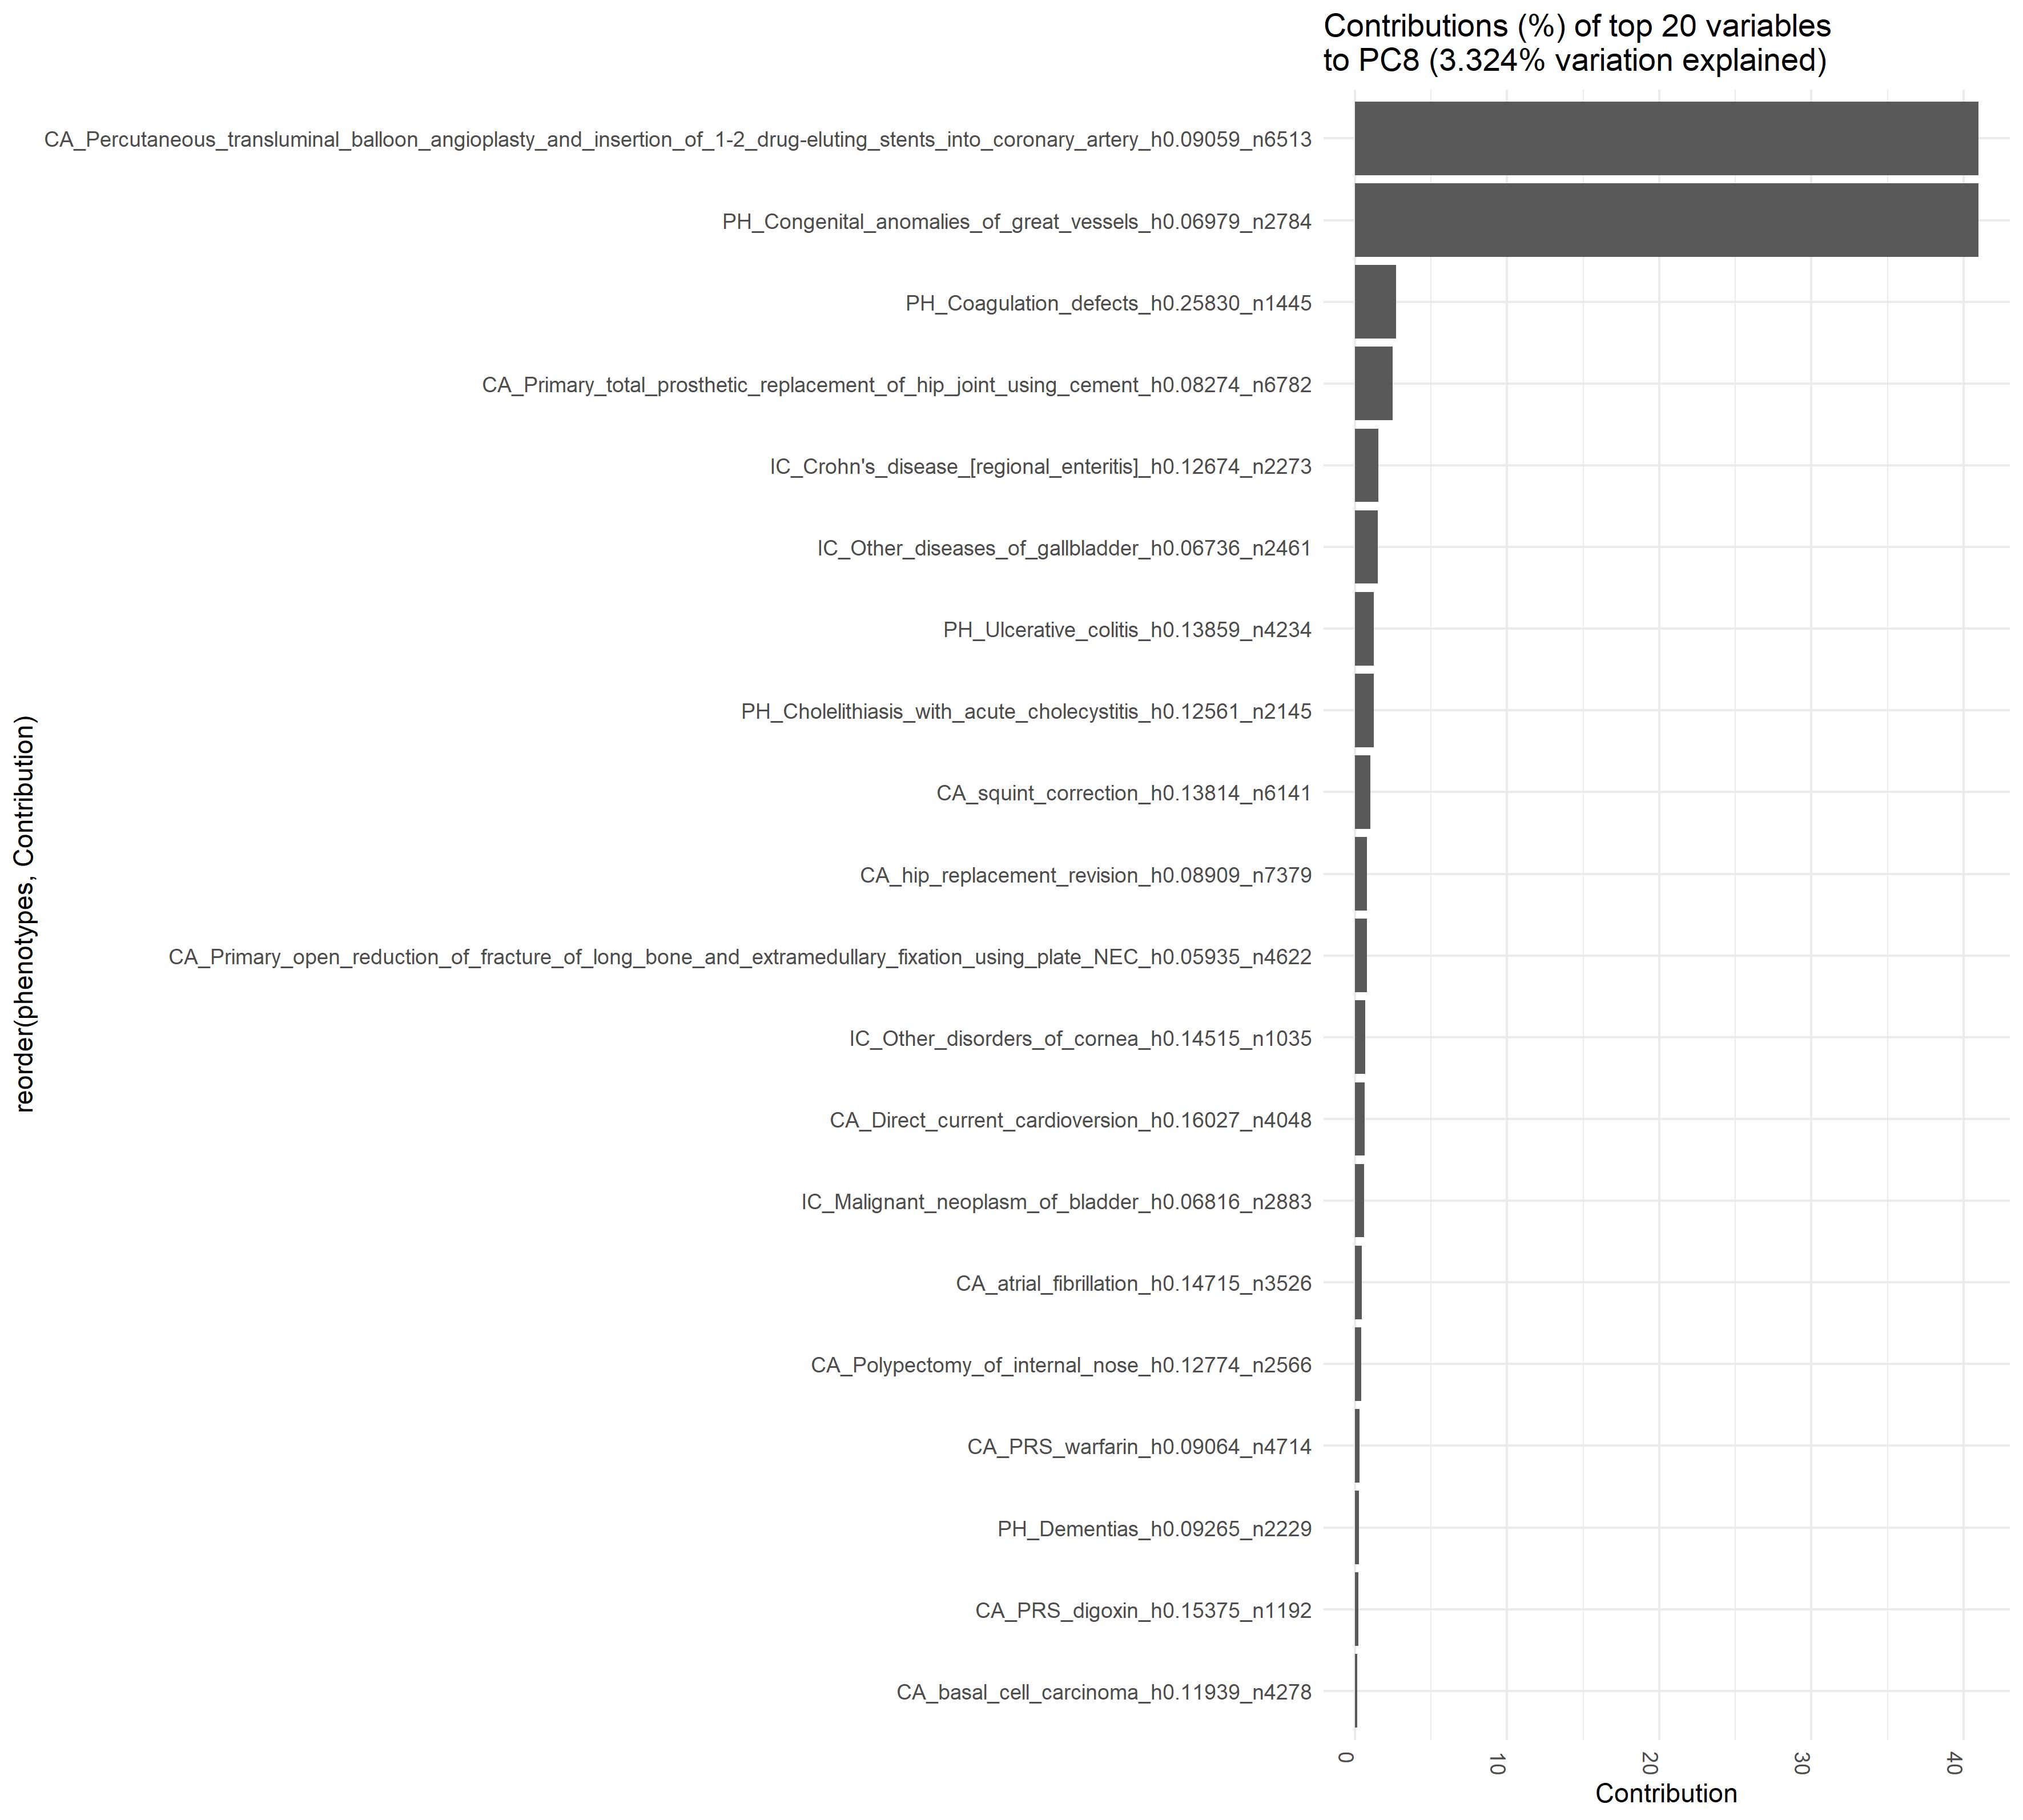 Contributions (%) of top 20 variables
to PC8 (3.324% variation explained)
CA_Percutaneous_transluminal_balloon_angioplasty_and_insertion_of_1-2_drug-eluting_stents_into_coronary_artery_h0.09059_n6513
PH_Congenital_anomalies_of_great_vessels_h0.06979_n2784
PH_Coagulation_defects_h0.25830_n1445
CA_Primary_total_prosthetic_replacement_of_hip_joint_using_cement_h0.08274_n6782
IC_Crohn's_disease_[regional_enteritis]_h0.12674_n2273
IC_Other_diseases_of_gallbladder_h0.06736_n2461
PH_Ulcerative_colitis_h0.13859_n4234
PH_Cholelithiasis_with_acute_cholecystitis_h0.12561_n2145
CA_squint_correction_h0.13814_n6141
CA_hip_replacement_revision_h0.08909_n7379
CA_Primary_open_reduction_of_fracture_of_long_bone_and_extramedullary_fixation_using_plate_NEC_h0.05935_n4622
IC_Other_disorders_of_cornea_h0.14515_n1035
CA_Direct_current_cardioversion_h0.16027_n4048
IC_Malignant_neoplasm_of_bladder_h0.06816_n2883
CA_atrial_fibrillation_h0.14715_n3526
CA_Polypectomy_of_internal_nose_h0.12774_n2566
CA_PRS_warfarin_h0.09064_n4714
PH_Dementias_h0.09265_n2229
CA_PRS_digoxin_h0.15375_n1192
CA_basal_cell_carcinoma_h0.11939_n4278
reorder(phenotypes, Contribution)
0
10
20
30
40
Contribution